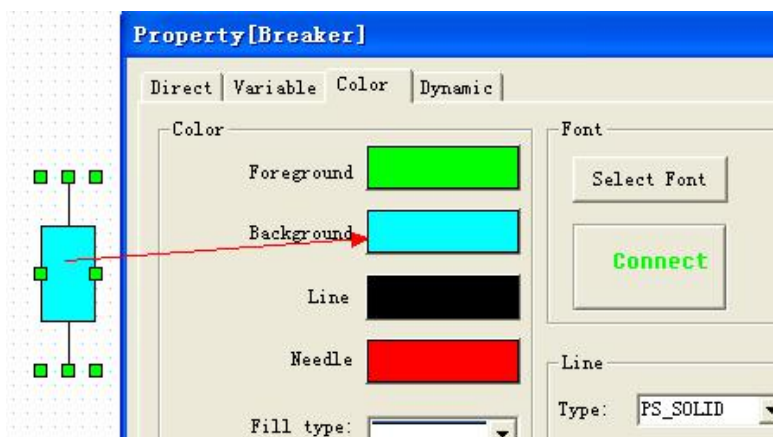 Property[Breaker]
Direct Variable Color Dynamic
Color
Foreground
Background
Line
Needle
Fill type:
Font
Select Font
Connect
Line
Type: PS_SOLID